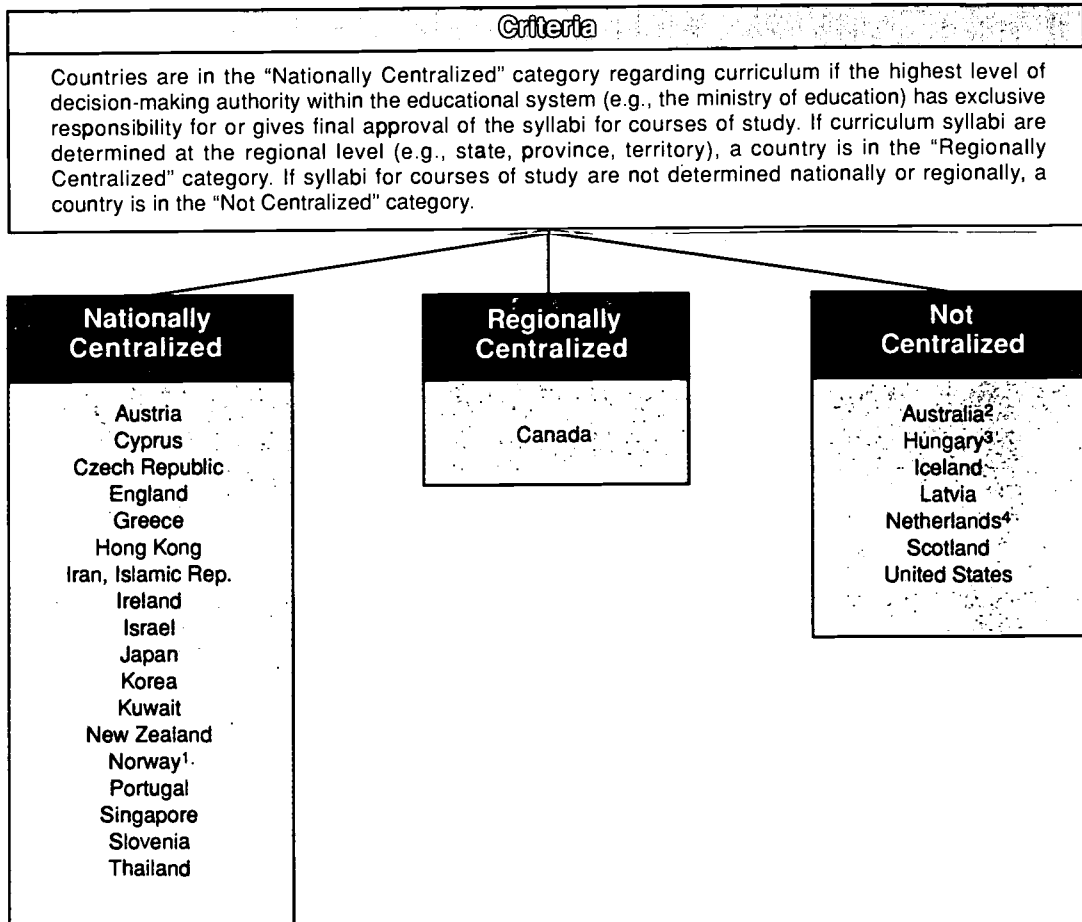 Criteria
Countries are in the “Nationally Centralized” category regarding curriculum if the highest level of
decision-making authority within the educational system (e.g., the ministry of education) has exclusive
responsibility for or gives final approval of the syllabi for courses of study. If curriculum syllabi are
determined at the regional level (e.g., state, province, territory), a country is in the “Regionally
Centralized” category. If syllabi for courses of study are not determined nationally or regionally, a
country is in the “Not Centralized” category.
Nationally
Centralized
Austria
Cyprus
Czech Republic
England
Greece
Hong Kong
Iran, Islamic Rep.
Ireland
Israel
Japan
Korea
Kuwait
New Zealand
Norway¹
Portugal
Singapore
Slovenia
Thailand
Regionally
Centralized
Canada
Not
Centralized
Australia²
Hungary³
Iceland
Latvia
Netherlands⁴
Scotland
United States